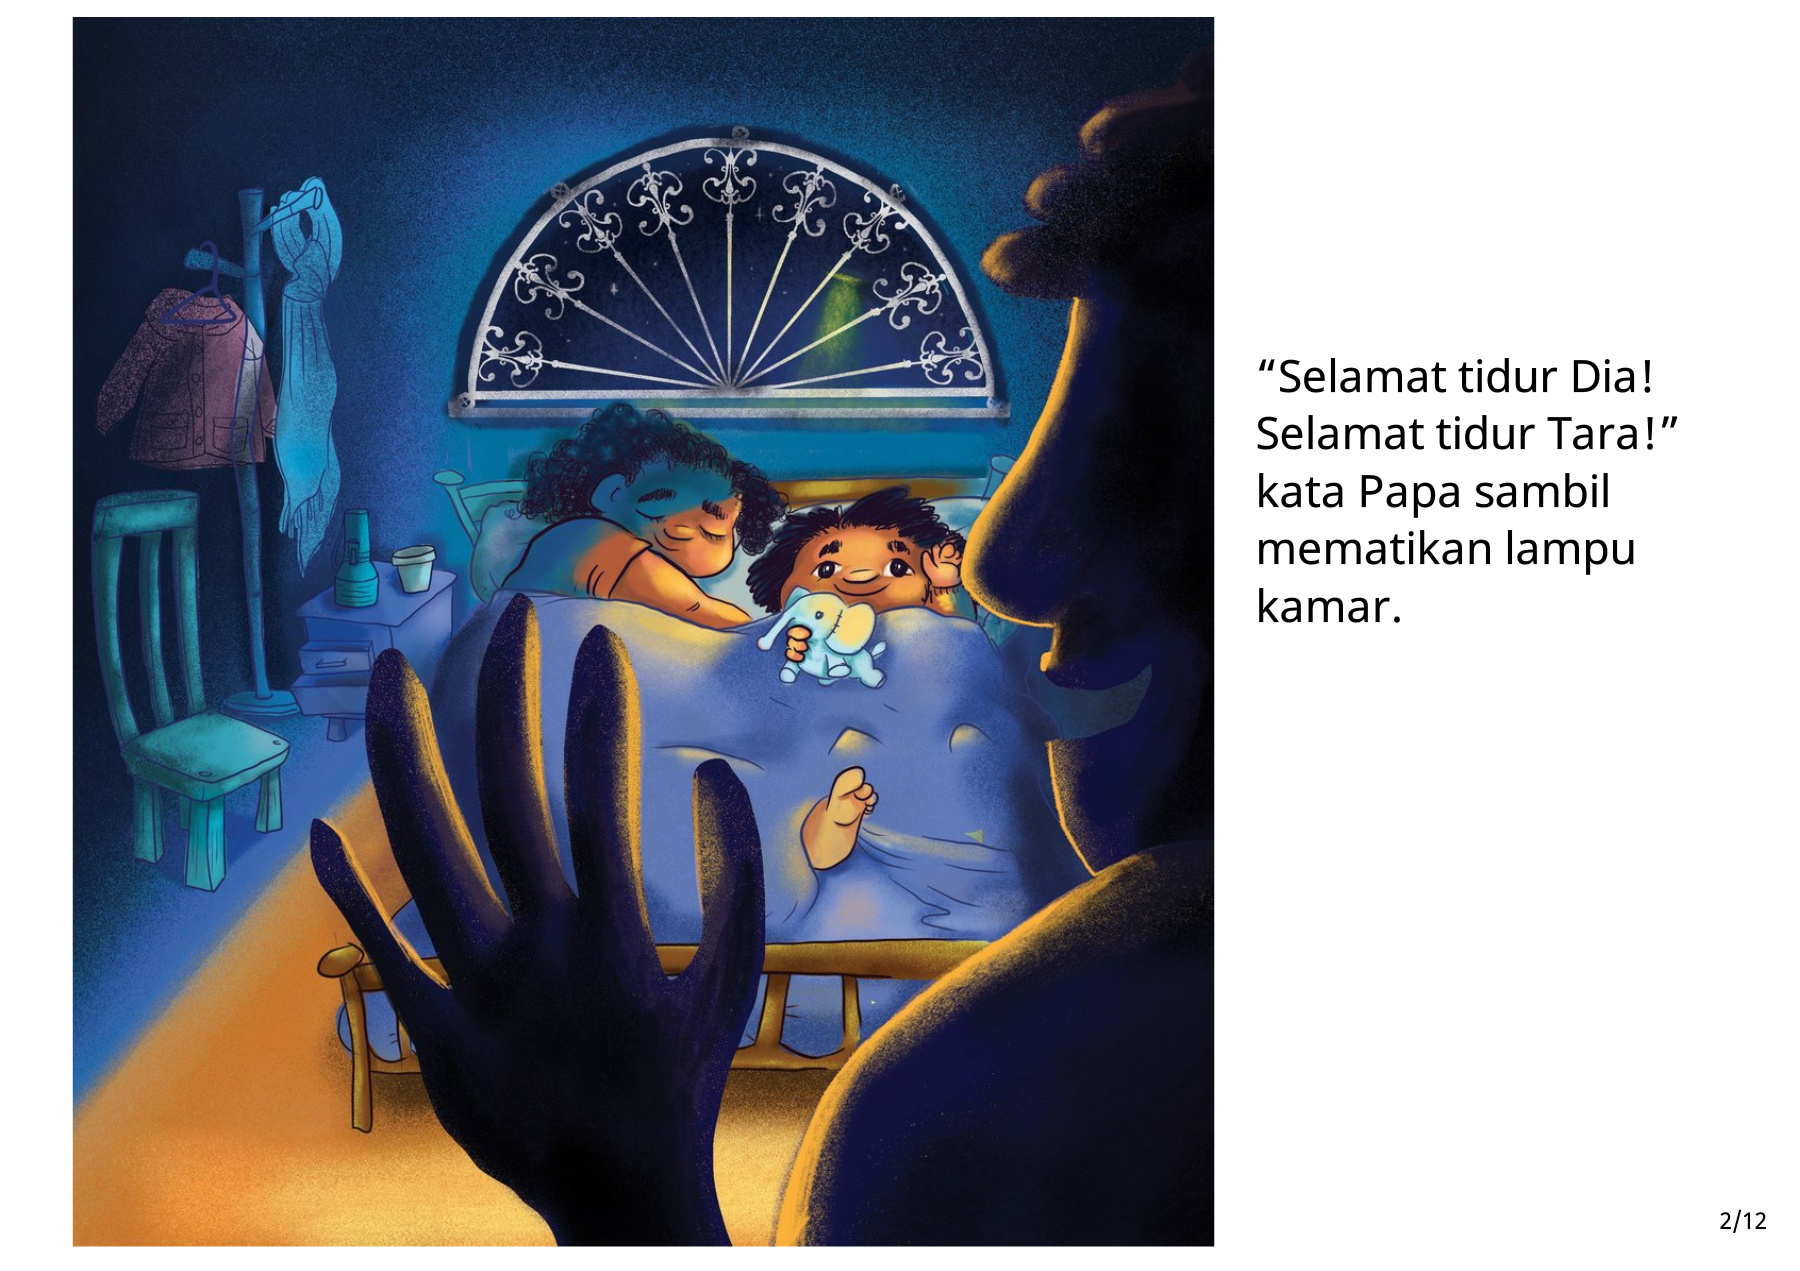 “Selamat tidur Dia!
Selamat tidur Tara!”
kata Papa sambil
mematikan lampu
kamar.
2/12